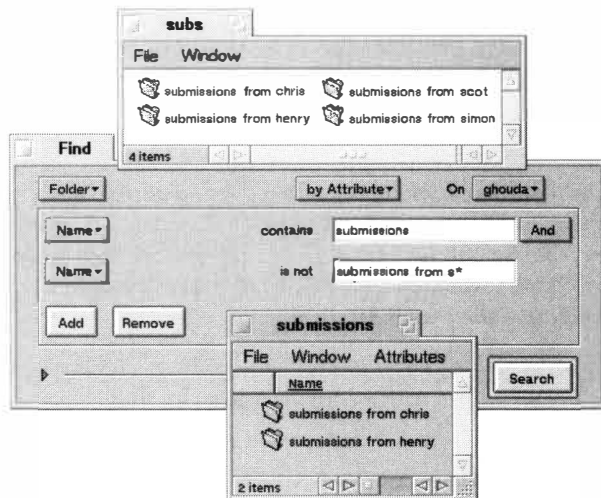 subs
File Window
submissions from chris submissions from scot
submissions from henry submissions from simon
4 items
Find
Folder by Attribute On ghouda
Name contains submissions And
Name is not submissions from s*
Add Remove
submissions
File Window Attributes
Name
submissions from chris
submissions from henry
2 items
Search